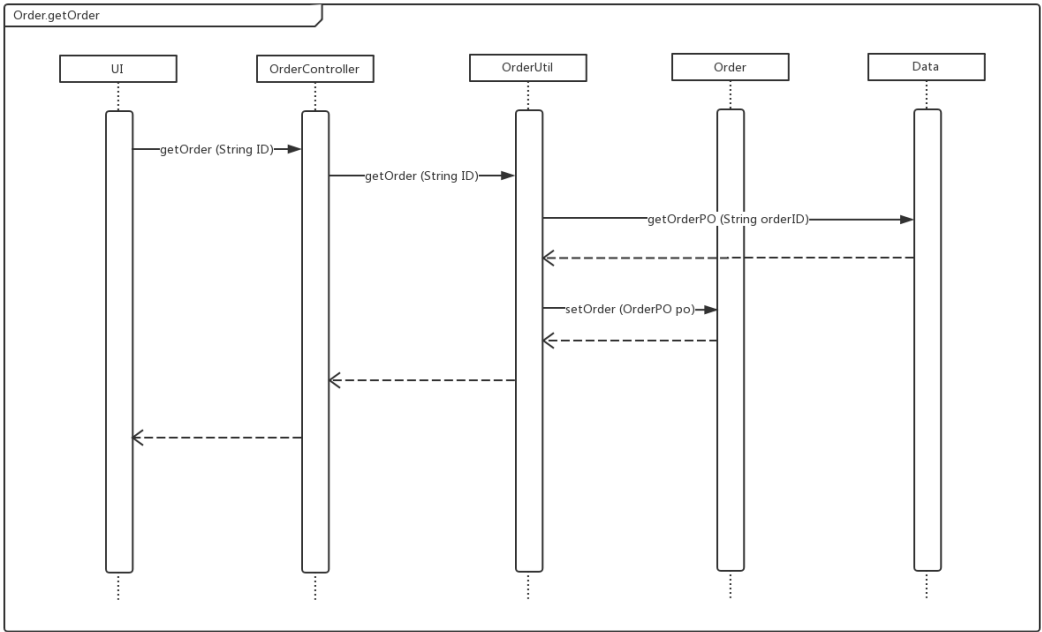 Order.getOrder
UI
OrderController
OrderUtil
Order
Data
getOrder (String ID)
getOrder (String ID)
getOrderPO (String orderID)
setOrder (OrderPO po)